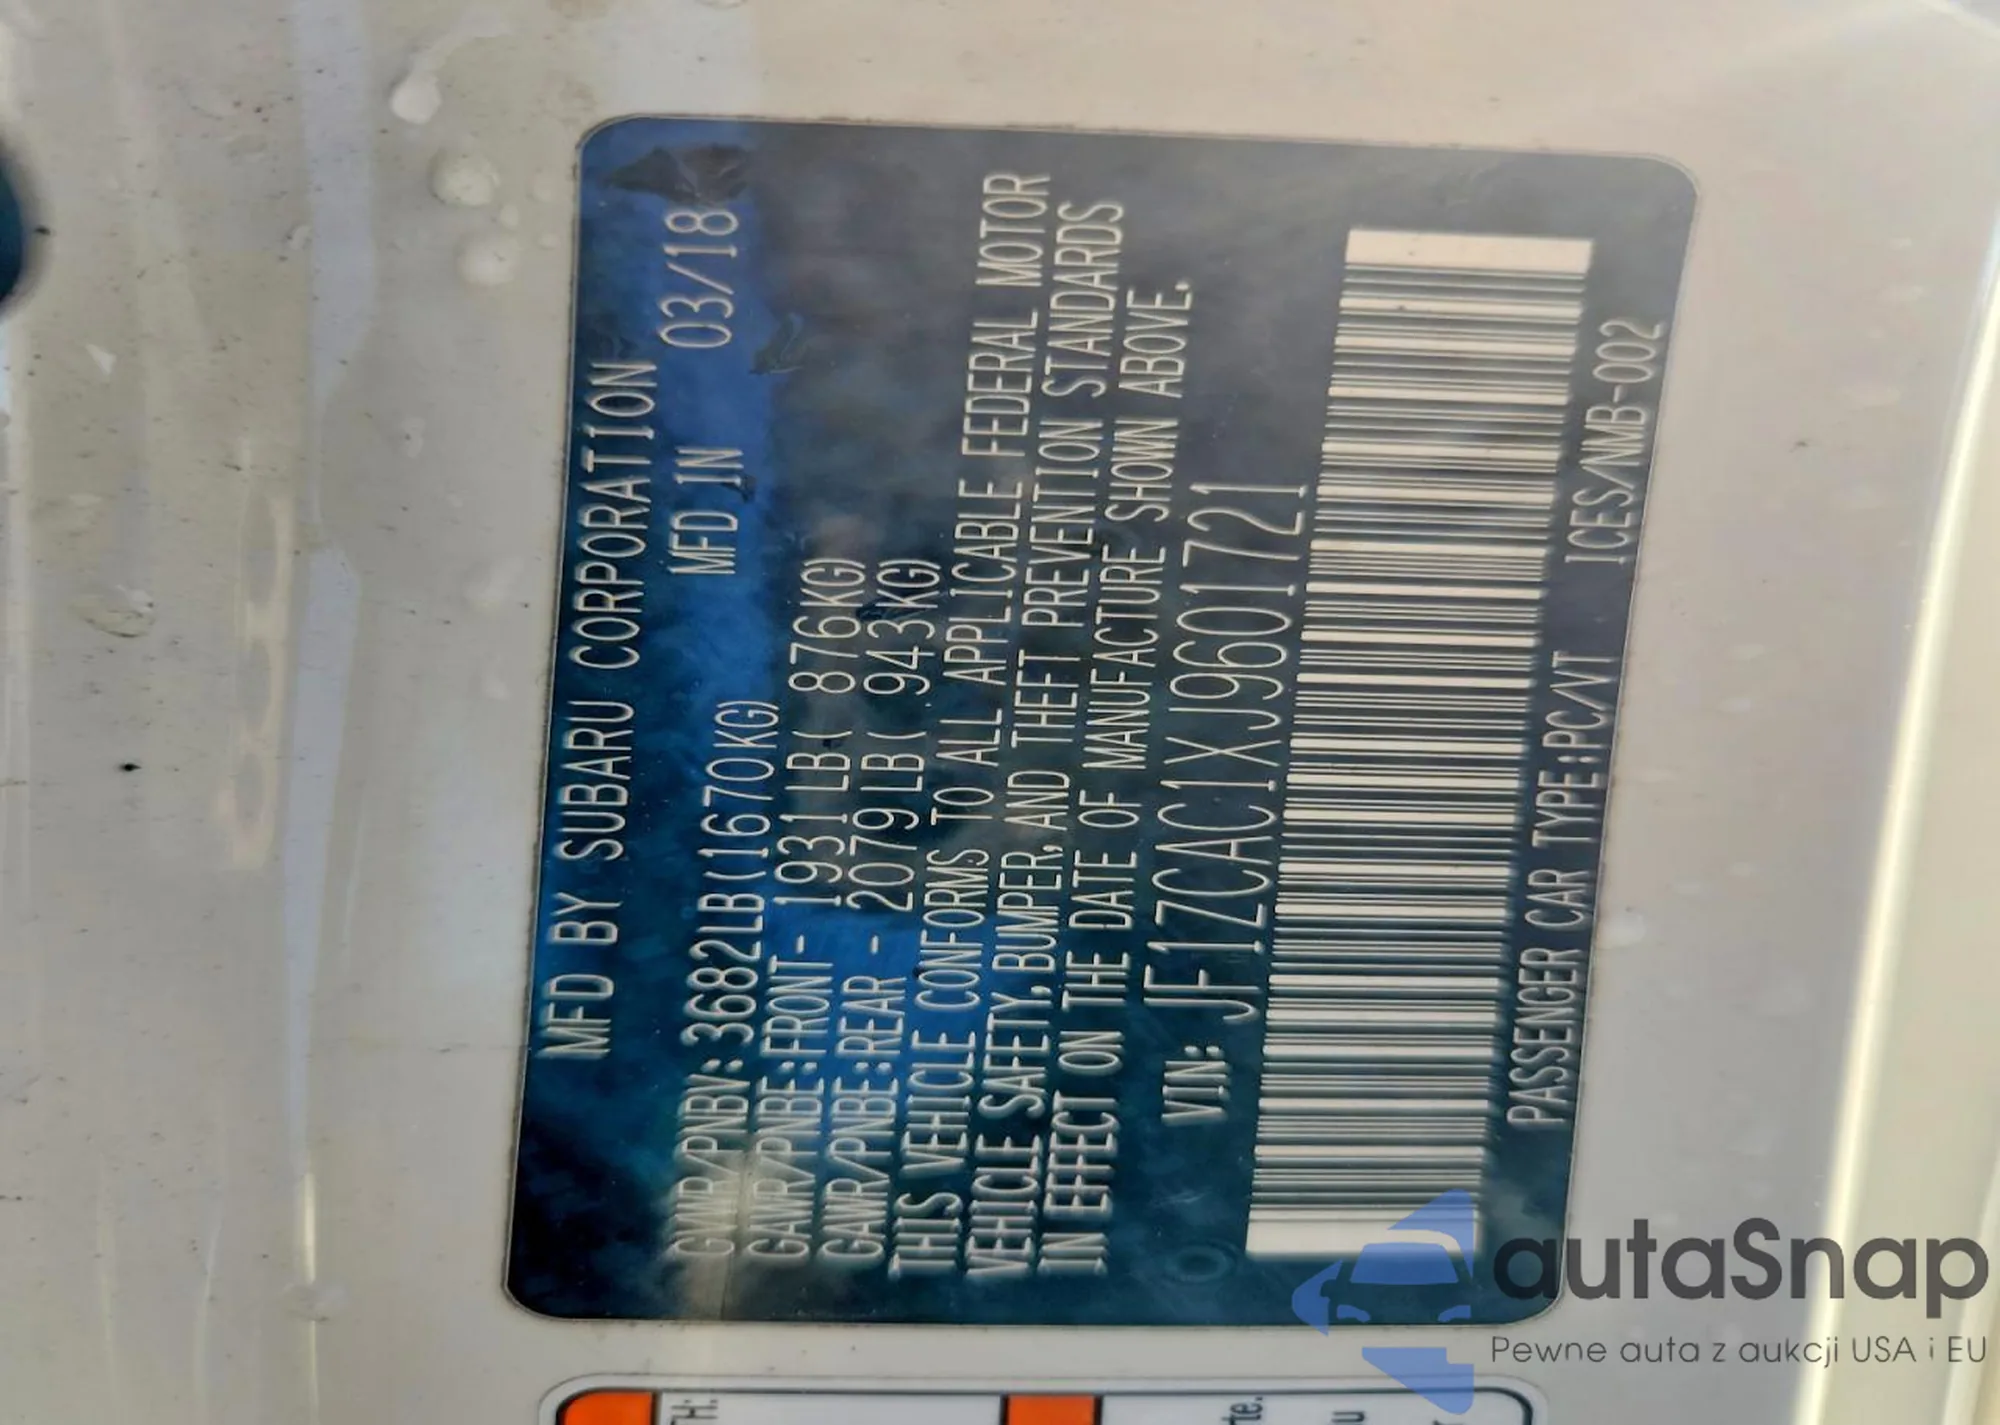 MFD BY SUBARU CORPORATION
MFD IN 03/18
GVWR/PNBV: 3682LB(1670KG)
GAWR/PNBE:FRONT- 1931LB( 876KG)
GAWR/PNBE:REAR - 2079LB( 943KG)
THIS VEHICLE CONFORMS TO ALL APPLICABLE FEDERAL MOTOR
VEHICLE SAFETY, BUMPER, AND THEFT PREVENTION STANDARDS
IN EFFECT ON THE DATE OF MANUFACTURE SHOWN ABOVE.
VIN: JF1ZCAC1XJ9601721
PASSENGER CAR TYPE:PC/VT ICES/NMB-002
autaSnap
Pewne auta z aukcji USA i EU